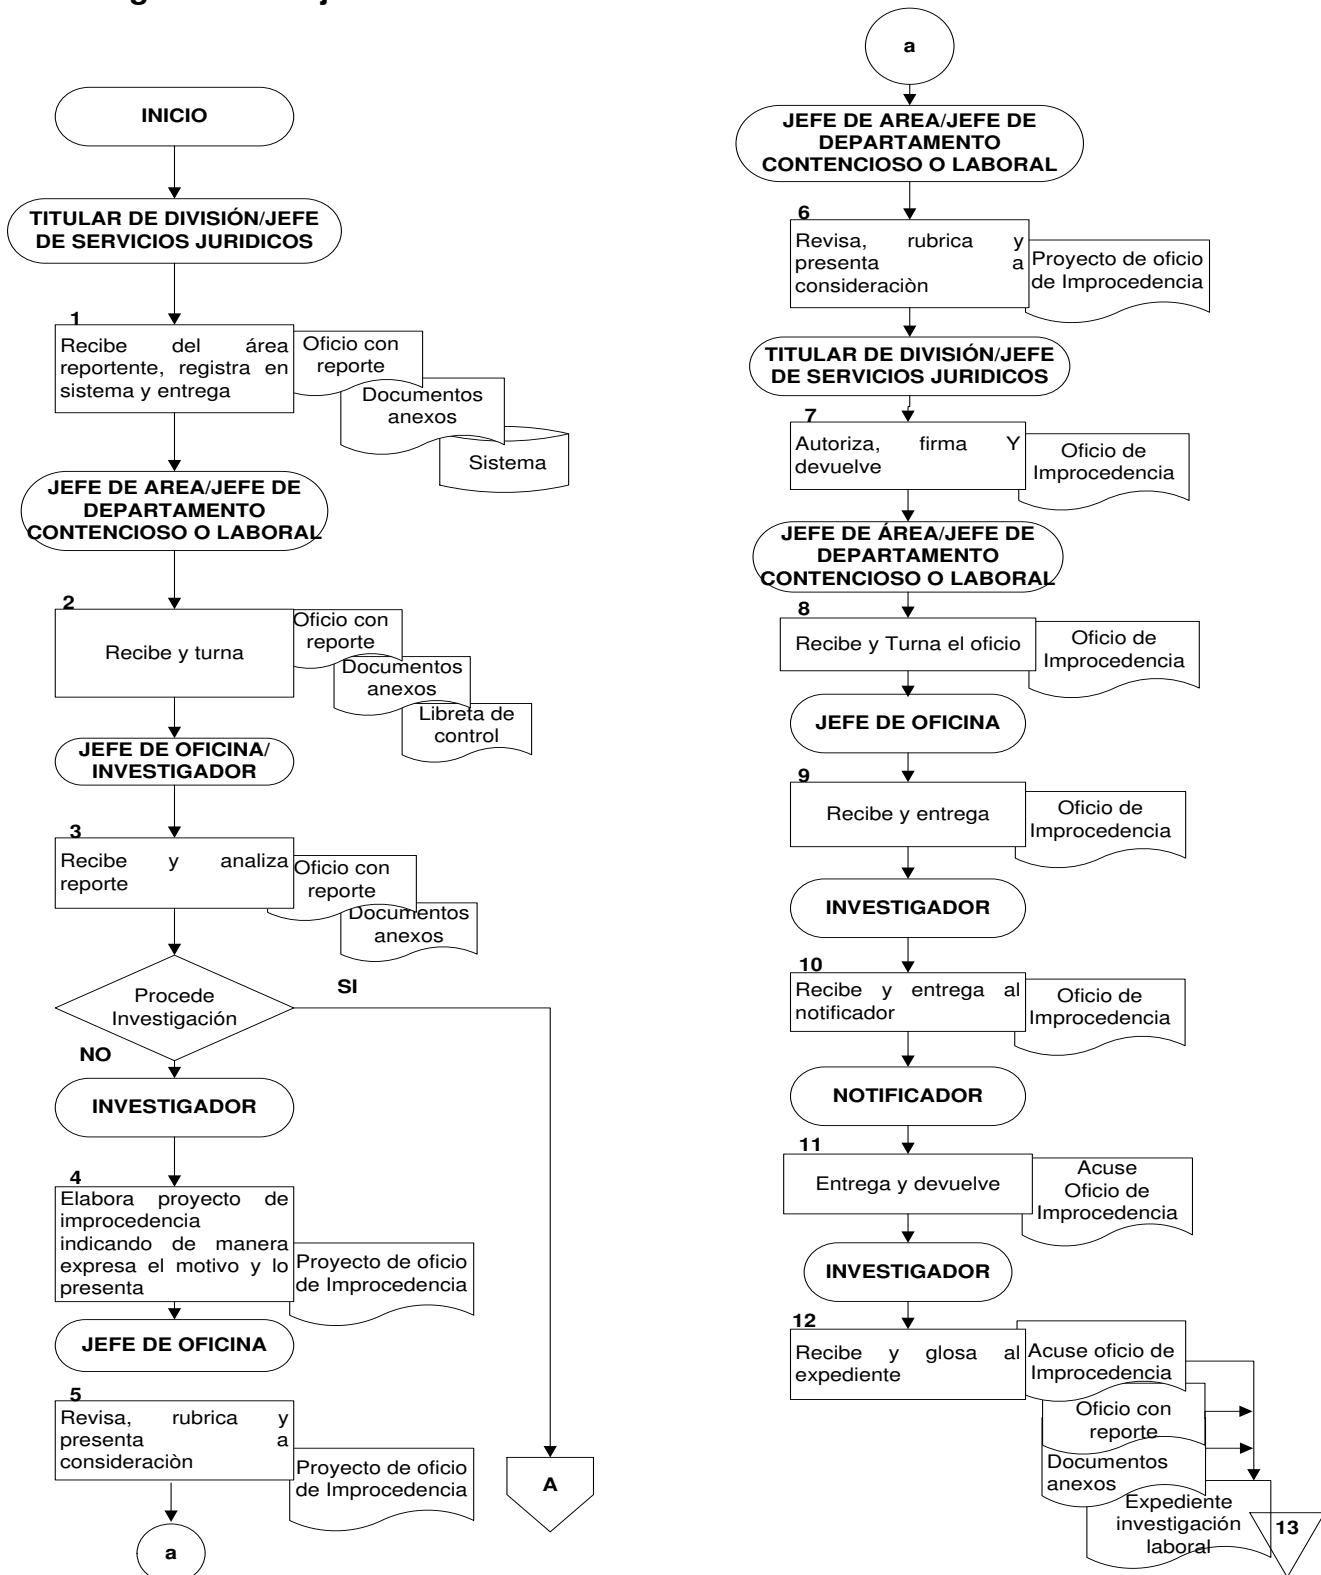 INICIO
TITULAR DE DIVISIÓN/JEFE
DE SERVICIOS JURIDICOS
1
Recibe del área
reportente, registra en
sistema y entrega
Oficio con
reporte
Documentos
anexos
Sistema
JEFE DE AREA/JEFE DE
DEPARTAMENTO
CONTENCIOSO O LABORAL
2
Recibe y turna
Oficio con
reporte
Documentos
anexos
Libreta de
control
JEFE DE OFICINA/
INVESTIGADOR
3
Recibe y analiza
reporte
Oficio con
reporte
Documentos
anexos
Procede
Investigación
SI
NO
INVESTIGADOR
4
Elabora proyecto de
improcedencia
indicando de manera
expresa el motivo y lo
presenta
Proyecto de oficio
de Improcedencia
JEFE DE OFICINA
5
Revisa, rubrica y
presenta a
consideraciòn
Proyecto de oficio
de Improcedencia
A
a
a
JEFE DE AREA/JEFE DE
DEPARTAMENTO
CONTENCIOSO O LABORAL
6
Revisa, rubrica y
presenta a
consideraciòn
Proyecto de oficio
de Improcedencia
TITULAR DE DIVISIÓN/JEFE
DE SERVICIOS JURIDICOS
7
Autoriza, firma Y
devuelve
Oficio de
Improcedencia
JEFE DE ÁREA/JEFE DE
DEPARTAMENTO
CONTENCIOSO O LABORAL
8
Recibe y Turna el oficio
Oficio de
Improcedencia
JEFE DE OFICINA
9
Recibe y entrega
Oficio de
Improcedencia
INVESTIGADOR
10
Recibe y entrega al
notificador
Oficio de
Improcedencia
NOTIFICADOR
11
Entrega y devuelve
Acuse
Oficio de
Improcedencia
INVESTIGADOR
12
Recibe y glosa al
expediente
Acuse oficio de
Improcedencia
Oficio con
reporte
Documentos
anexos
Expediente
investigación
laboral
13